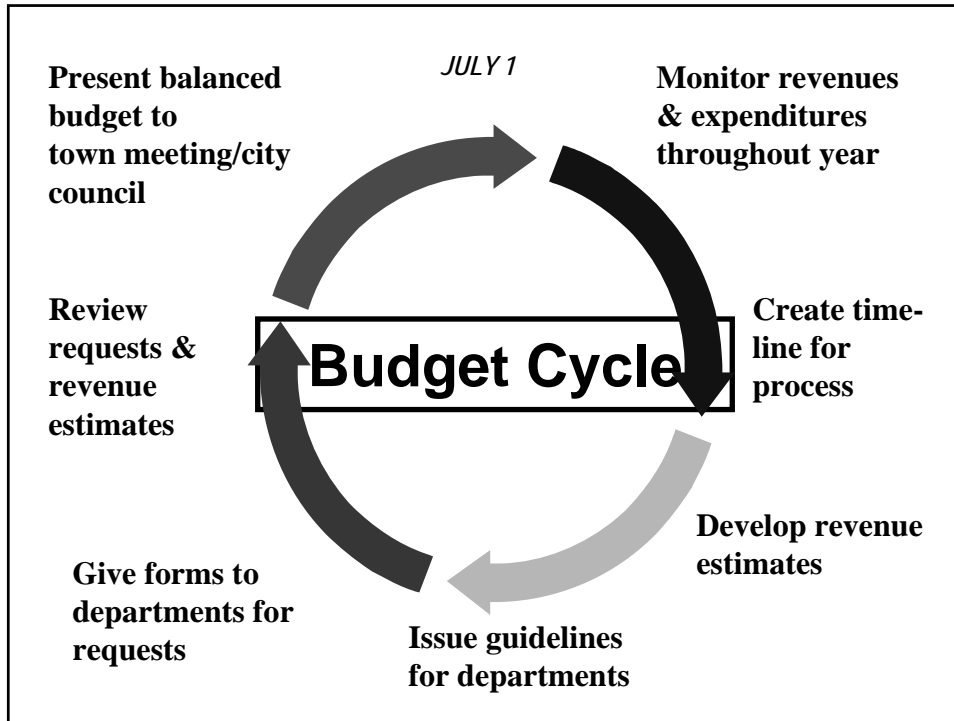 JULY 1
Present balanced
budget to
town meeting/city
council
Monitor revenues
& expenditures
throughout year
Create time-
line for
process
Develop revenue
estimates
Issue guidelines
for departments
Give forms to
departments for
requests
Review
requests &
revenue
estimates
Budget Cycle